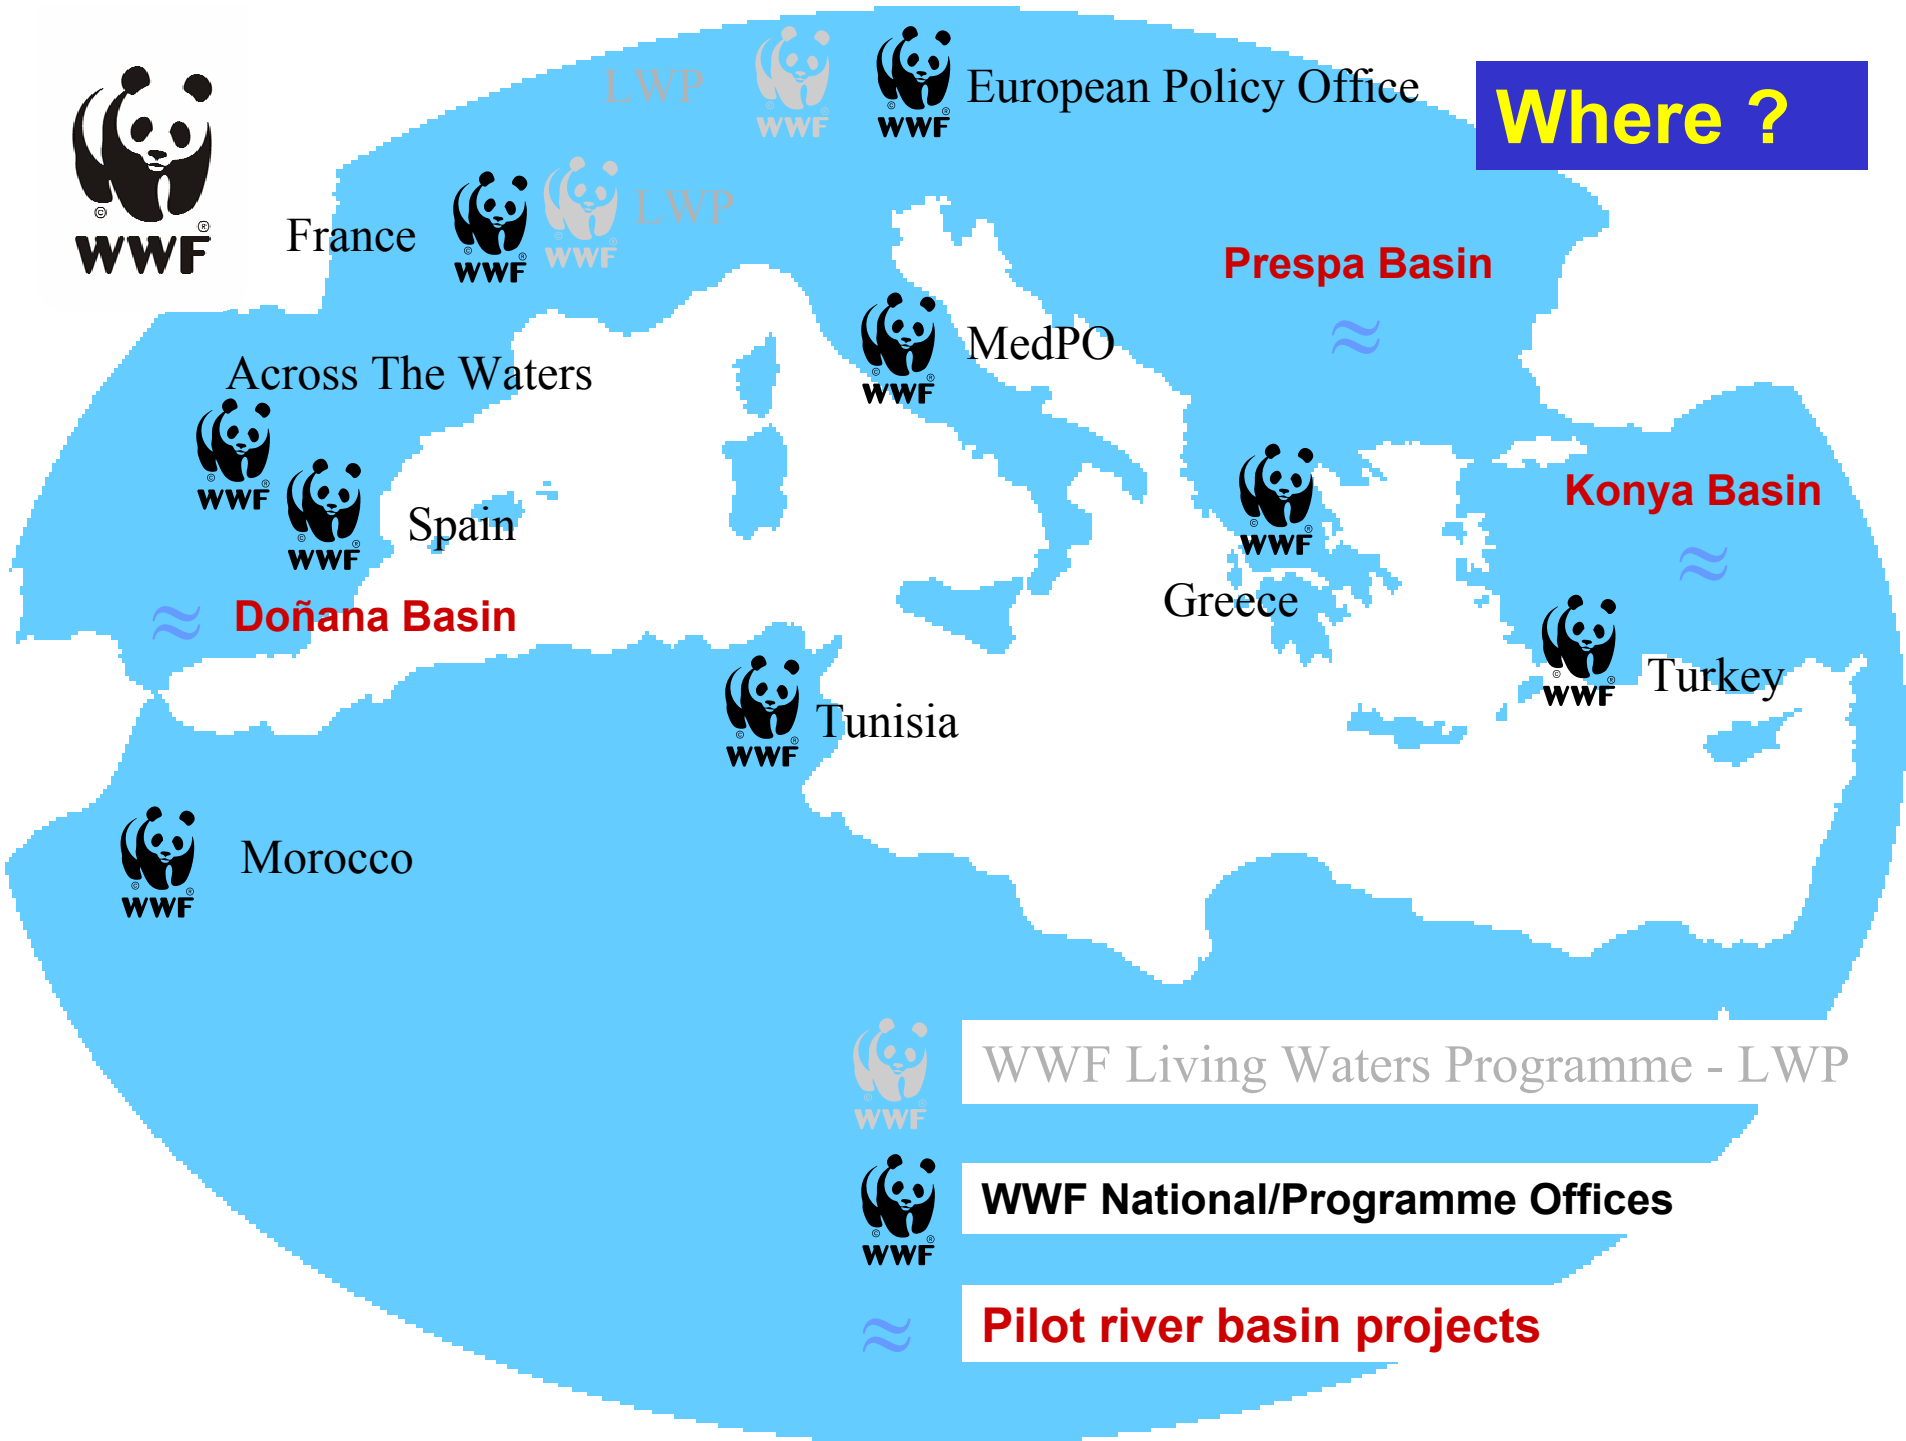 LWP
WWF
WWF
European Policy Office
Where ?
© ®
WWF
France
© ®
WWF
© ®
WWF
LWP
Prespa Basin
≈
© ®
WWF
MedPO
Across The Waters
© ®
WWF
© ®
WWF
Spain
© ®
WWF
Greece
Konya Basin
≈
≈
Doñana Basin
© ®
WWF
Tunisia
© ®
WWF
Turkey
© ®
WWF
Morocco
© ®
WWF
WWF Living Waters Programme - LWP
© ®
WWF
WWF National/Programme Offices
≈
Pilot river basin projects